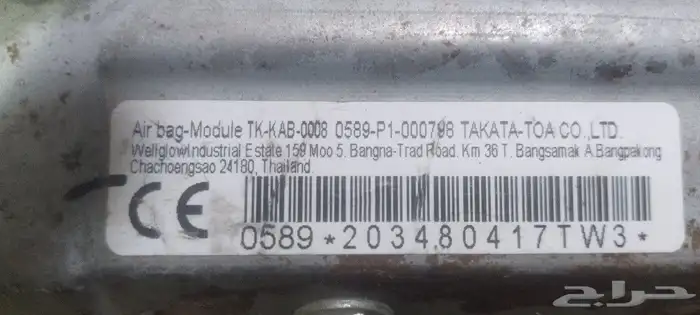 Air bag-Module TK-KAB-0008 0589-P1-000798 TAKATA-TOA CO.,LTD.
WellgrowIndustrial Estate 159 Moo 5. Bangna-Trad Road. Km 36 T. Bangsamak A.Bangpakong
Chachoengsao 24180, Thailand
CE
0589*203480417TW3*
حراج